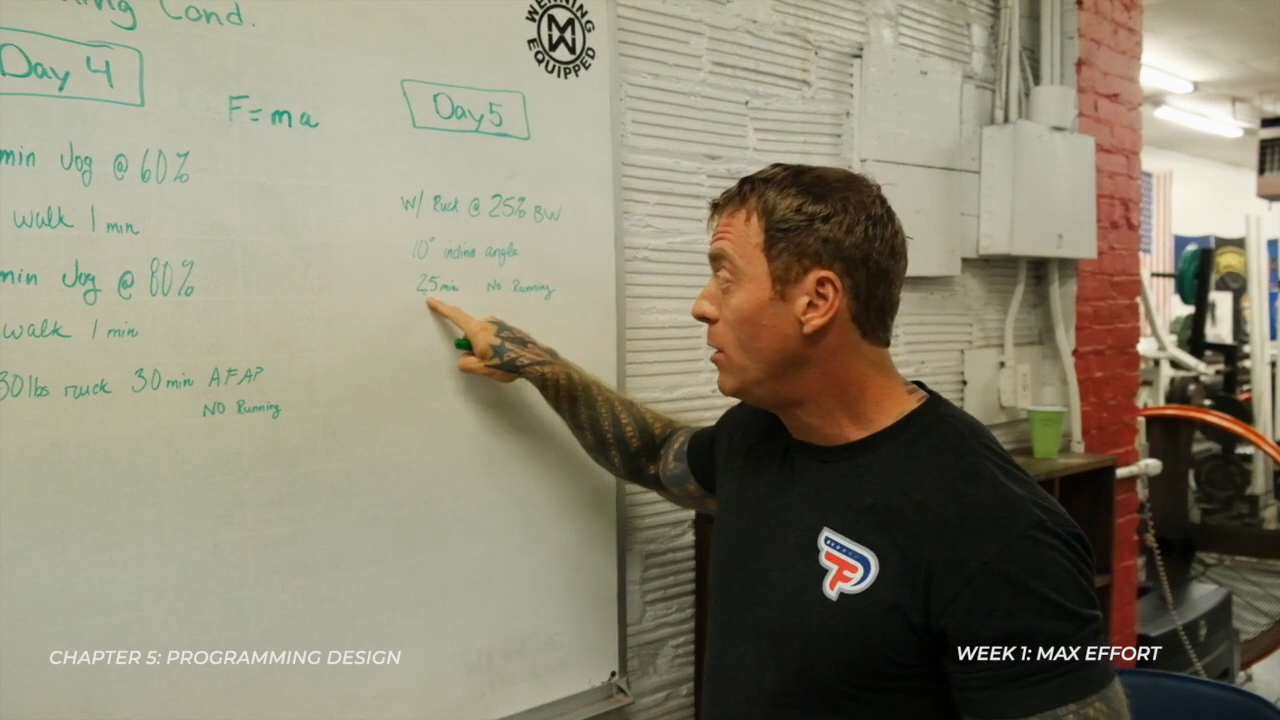 ning Cond.
WENNING EQUIPPED
Day 4
F=ma
Day 5
min Jog @ 60%
walk 1 min
min Jog @ 80%
walk 1 min
30lbs ruck 30 min AFAP
NO Running
W/ Ruck @ 25% BW
10° incline angle
25min No Running
CHAPTER 5: PROGRAMMING DESIGN
WEEK 1: MAX EFFORT